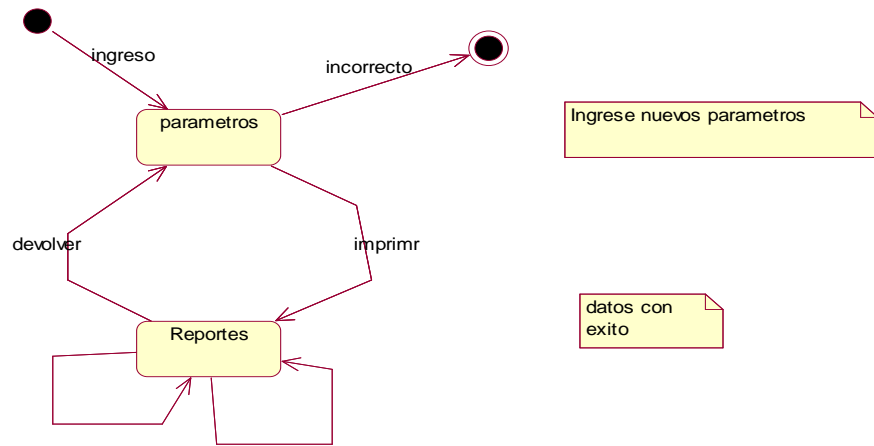 ingreso
incorrecto
parametros
Ingrese nuevos parametros
devolver
imprimr
datos con
exito
Reportes